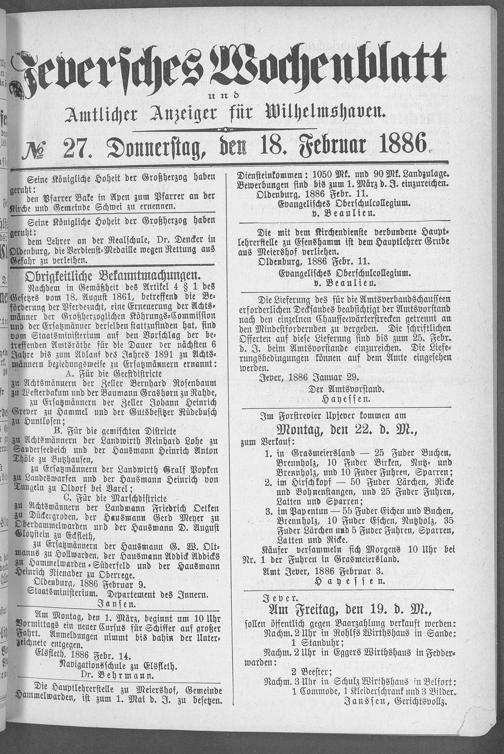 Jeversches Wochenblatt
und
Amtlicher Anzeiger für Wilhelmshaven.
№ 27. Donnerstag, den 18. Februar 1886.
Seine Königliche Hoheit der Großherzog haben
geruht:
den Pfarrer Bake in Apen zum Pfarrer an der
Kirche und Gemeinde Schwei zu ernennen.
Seine Königliche Hoheit der Großherzog haben
geruht:
dem Lehrer an der Realschule, Dr. Dencker in
Oldenburg, die Verdienst-Medaille wegen Rettung aus
Gefahr zu verleihen.
Obrigkeitliche Bekanntmachungen.
Nachdem in Gemäßheit des Artikel 4 § 1 des
Gesetzes vom 18. August 1861, betreffend die Be-
förderung der Pferdezucht, eine Erneuerung der Achts-
männer der Großherzoglichen Köhrungs-Commission
und der Ersatzmänner derselben stattzufinden hat, sind
vom Staatsministerium auf den Vorschlag der be-
treffenden Amtsräthe für die Dauer der nächsten 6
Jahre bis zum Ablauf des Jahres 1891 zu Achts-
männern beziehungsweise zu Ersatzmännern ernannt:
A. Für die Geestdistricte
zu Achtsmännern der Zeller Bernhard Rosenbaum
zu Westerbakum und der Baumann Grashorn zu Rahde,
zu Ersatzmännern der Zeller Johann Heinrich
Grever zu Hammel und der Gutsbesitzer Rüdebusch
zu Huntlosen;
B. Für die gemischten Districte
zu Achtsmännern der Landwirth Reinhard Lohe zu
Sanderseedeich und der Hausmann Heinrich Anton
Thöle zu Buyhausen,
zu Ersatzmännern der Landwirth Gralf Popken
zu Landeswarfen und der Hausmann Heinrich von
Tungeln zu Oldorf bei Barel;
C. Für die Marschdistricte
zu Achtsmännern der Landmann Friedrich Oetken
zu Dückergroden, der Hausmann Gerd Meyer zu
Oberhammelwarden und der Hausmann D. August
Gloystein zu Eckfleth,
zu Ersatzmännern der Hausmann G. W. Olt-
manns zu Hollwarden, der Hausmann Addick Addicks
zu Hammelwarden-Süderfeld und der Hausmann
Heinrich Nienaber zu Oberrege.
Oldenburg, 1886 Februar 9.
Staatsministerium. Departement des Innern.
Jansen.
Am Montag, den 1. März, beginnt um 10 Uhr
Vormittags ein neuer Cursus für Schiffer auf großer
Fahrt. Anmeldungen nimmt bis dahin der Unter-
zeichnete entgegen.
Elsfleth, 1886 Febr. 14.
Navigationsschule zu Elsfleth.
Dr. Behrmann.
Die Hauptlehrerstelle zu Meiershof, Gemeinde
Hammelwarden, ist zum 1. Mai d. J. zu besetzen.
Diensteinkommen: 1050 Mk. und 90 Mk. Landzulage.
Bewerbungen sind bis zum 1. März d. J. einzureichen.
Oldenburg, 1886 Febr. 11.
Evangelisches Oberschulcollegium.
v. Beaulieu.
Die mit dem Kirchendienste verbundene Haupt-
lehrerstelle zu Esenshamm ist dem Hauptlehrer Grube
aus Meiershof verliehen.
Oldenburg, 1886 Febr. 11.
Evangelisches Oberschulcollegium.
v. Beaulieu.
Die Lieferung des für die Amtsverbandschausseen
erforderlichen Decksandes beabsichtigt der Amtsvorstand
nach den einzelnen Chausseewärterstrecken getrennt an
den Mindestfordernden zu vergeben. Die schriftlichen
Offerten auf diese Lieferung sind bis zum 25. Febr.
d. J. beim Amtsvorstande einzureichen. Die Liefe-
rungsbedingungen können auf dem Amte eingesehen
werden.
Jever, 1886 Januar 29.
Der Amtsvorstand.
Hayessen.
Im Forstrevier Upjever kommen am
Montag, den 22. d. M.,
zum Verkauf:
1. in Grasmeiersland — 25 Fuder Buchen,
Brennholz, 10 Fuder Birken, Nutz- und
Brennholz, und 10 Fuder Fuhren, Sparren;
2. im Hirschkopf — 50 Fuder Lärchen, Ricke
und Bohnenstangen, und 25 Fuder Fuhren,
Latten und Sparren;
3. im Papentun — 55 Fuder Eichen und Buchen,
Brennholz, 10 Fuder Eichen, Nutzholz, 35
Fuder Lärchen und 5 Fuder Fuhren, Sparren,
Latten und Ricke.
Käufer versammeln sich Morgens 10 Uhr bei
Nr. 1 der Fuhren in Grasmeiersland.
Amt Jever, 1886 Februar 3.
Hayessen.
Jever.
Am Freitag, den 19. d. M.,
sollen öffentlich gegen Baarzahlung verkauft werden:
Nachm. 2 Uhr in Rohlfs Wirthshaus in Sande:
1 Standuhr;
Nachm. 2 Uhr in Eggers Wirthshaus in Fedder-
warden:
2 Beester;
Nachm. 3 Uhr in Schulz Wirthshaus in Belfort:
1 Commode, 1 Kleiderschrank und 3 Bilder.
Janssen, Gerichtsvollz.